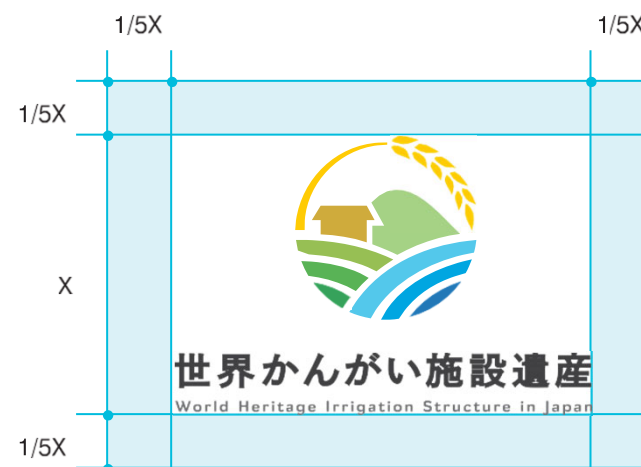 1/5X 1/5X
1/5X
X
世界かんがい施設遺産
World Heritage Irrigation Structure in Japan
1/5X